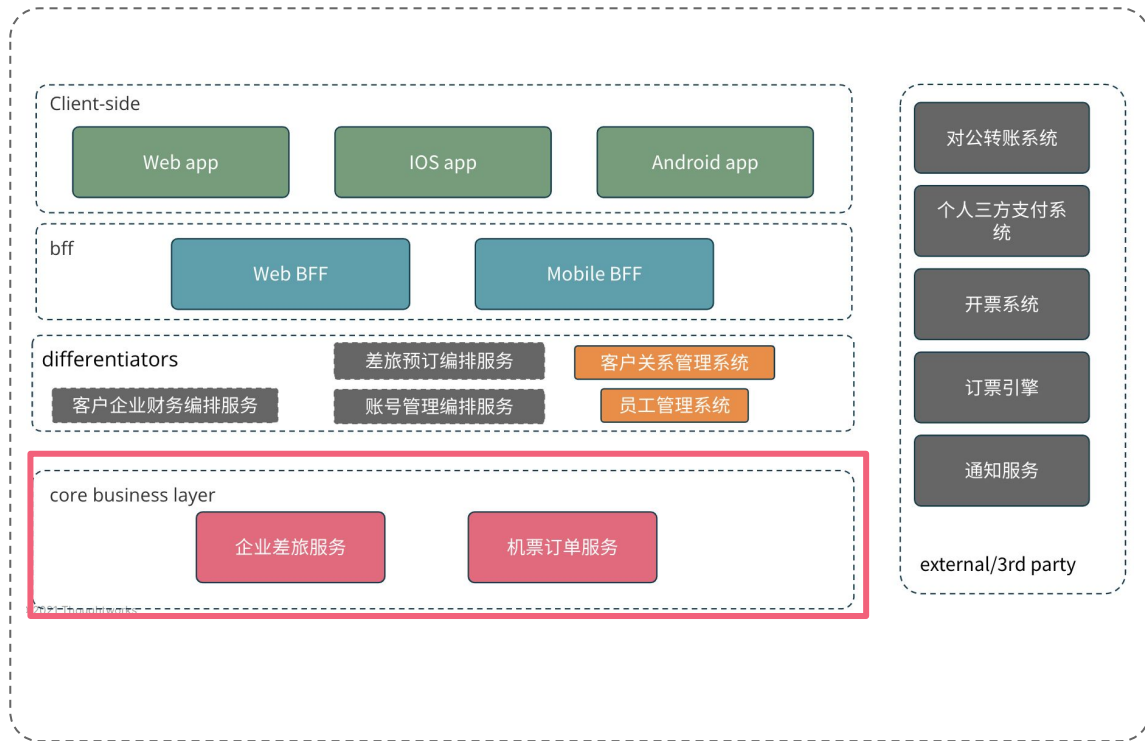 Client-side
Web app
IOS app
Android app
bff
Web BFF
Mobile BFF
differentiators
差旅预订编排服务
客户关系管理系统
客户企业财务编排服务
账号管理编排服务
员工管理系统
core business layer
企业差旅服务
机票订单服务
2021 Thoughtworks
对公转账系统
个人三方支付系
统
开票系统
订票引擎
通知服务
external/3rd party